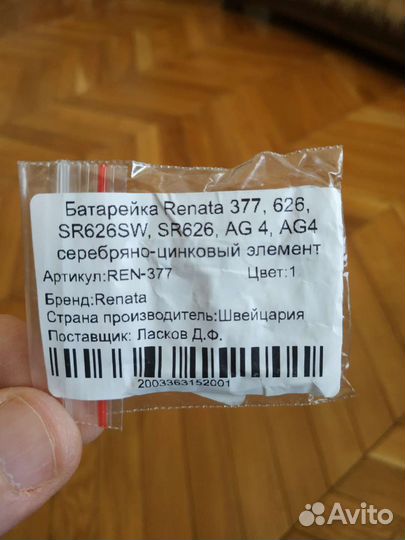 Батарейка Renata 377, 626,
SR626SW, SR626, AG 4, AG4
серебряно-цинковый элемент
Артикул:REN-377 Цвет:1
Бренд:Renata
Страна производитель:Швейцария
Поставщик: Ласков Д.Ф.
2003363152001
Avito